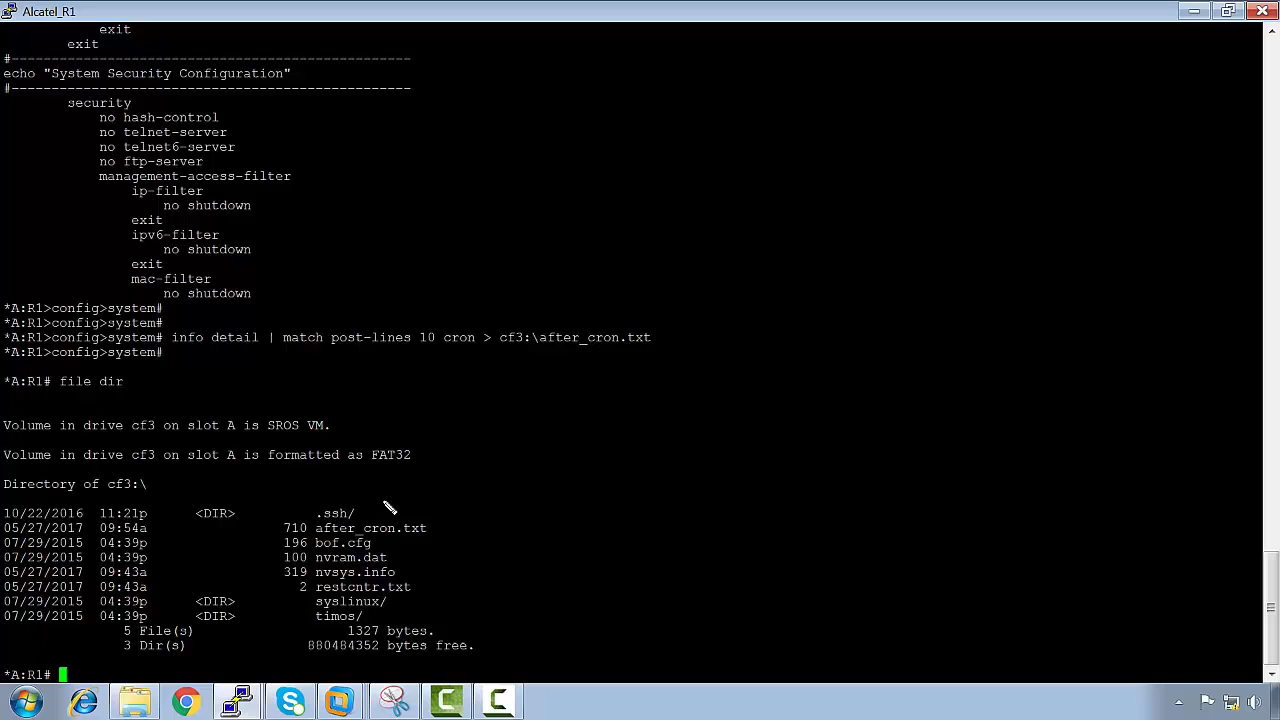 Alcatel_R1
exit
exit
#--------------------------------------------------
echo "System Security Configuration"
#--------------------------------------------------
security
no hash-control
no telnet-server
no telnet6-server
no ftp-server
management-access-filter
ip-filter
no shutdown
exit
ipv6-filter
no shutdown
exit
mac-filter
no shutdown
*A:R1>config>system#
*A:R1>config>system#
*A:R1>config>system# info detail | match post-lines 10 cron > cf3:\after_cron.txt
*A:R1>config>system#
*A:R1# file dir
Volume in drive cf3 on slot A is SROS VM.
Volume in drive cf3 on slot A is formatted as FAT32
Directory of cf3:\
10/22/2016 11:21p <DIR> .ssh/
05/27/2017 09:54a 710 after_cron.txt
07/29/2015 04:39p 196 bof.cfg
07/29/2015 04:39p 100 nvram.dat
05/27/2017 09:43a 319 nvsys.info
05/27/2017 09:43a 2 restcntr.txt
07/29/2015 04:39p <DIR> syslinux/
07/29/2015 04:39p <DIR> timos/
5 File(s) 1327 bytes.
3 Dir(s) 880484352 bytes free.
*A:R1#